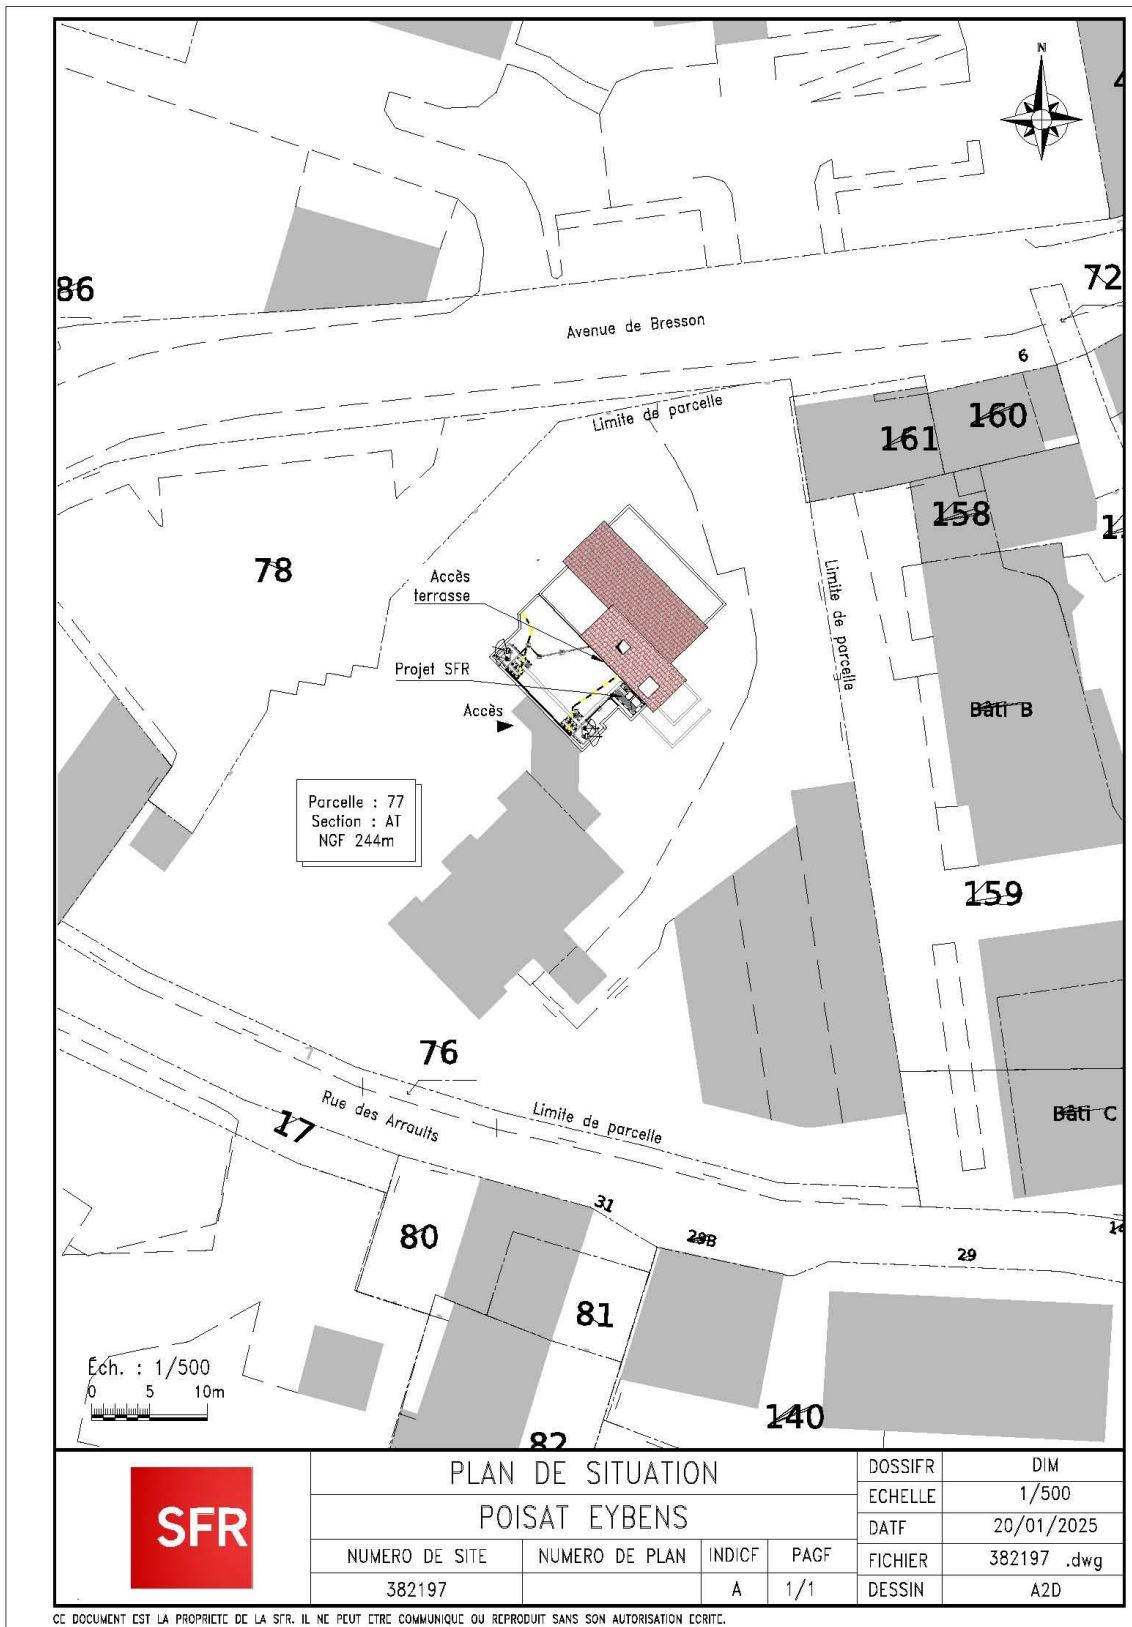 N
86
72
Avenue de Bresson
6
Limite de parcelle
160
161
158
78
Accès
terrasse
Limite de parcelle
Projet SFR
Accès
Bâti B
Parcelle : 77
Section : AT
NGF 244m
159
76
Rue des Arraults
Limite de parcelle
Bâti C
17
31
80
29B
29
81
Éch. : 1/500
0 5 10m
140
82
SFR
PLAN DE SITUATION
POISAT EYBENS
NUMERO DE SITE
NUMERO DE PLAN
INDICE
PAGE
382197
A
1/1
DOSSIER
DIM
ECHELLE
1/500
DATE
20/01/2025
FICHIER
382197 .dwg
DESSIN
A2D
CE DOCUMENT EST LA PROPRIETE DE LA SFR. IL NE PEUT ETRE COMMUNIQUE OU REPRODUIT SANS SON AUTORISATION ECRITE.